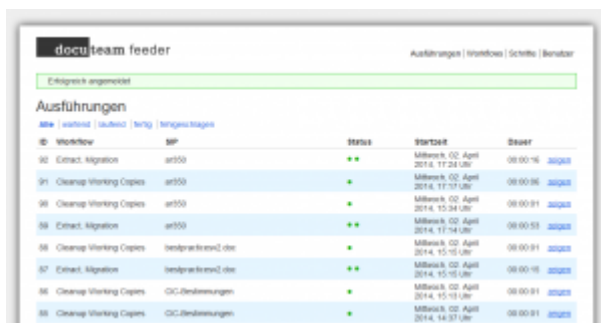 docuteam feeder
Ausführungen | Workflows | Schritte | Benutzer
Erfolgreich angemeldet
Ausführungen
Alle | wartend | laufend | fertig | fehlgeschlagen
ID Workflow SIP Status Startzeit Dauer
92 Extract, Migration an350 Mittwoch, 02. April 2014, 17:24 Uhr 00:00:16 zeigen
91 Cleanup Working Copies an350 Mittwoch, 02. April 2014, 17:17 Uhr 00:00:06 zeigen
90 Cleanup Working Copies an350 Mittwoch, 02. April 2014, 15:34 Uhr 00:00:01 zeigen
89 Extract, Migration an350 Mittwoch, 02. April 2014, 17:14 Uhr 00:00:53 zeigen
88 Cleanup Working Copies bestpracticesv2.doc Mittwoch, 02. April 2014, 15:15 Uhr 00:00:01 zeigen
87 Extract, Migration bestpracticesv2.doc Mittwoch, 02. April 2014, 15:15 Uhr 00:00:15 zeigen
86 Cleanup Working Copies CIC-Bestimmungen Mittwoch, 02. April 2014, 15:13 Uhr 00:00:01 zeigen
85 Cleanup Working Copies CIC-Bestimmungen Mittwoch, 02. April 2014, 14:37 Uhr 00:00:01 zeigen